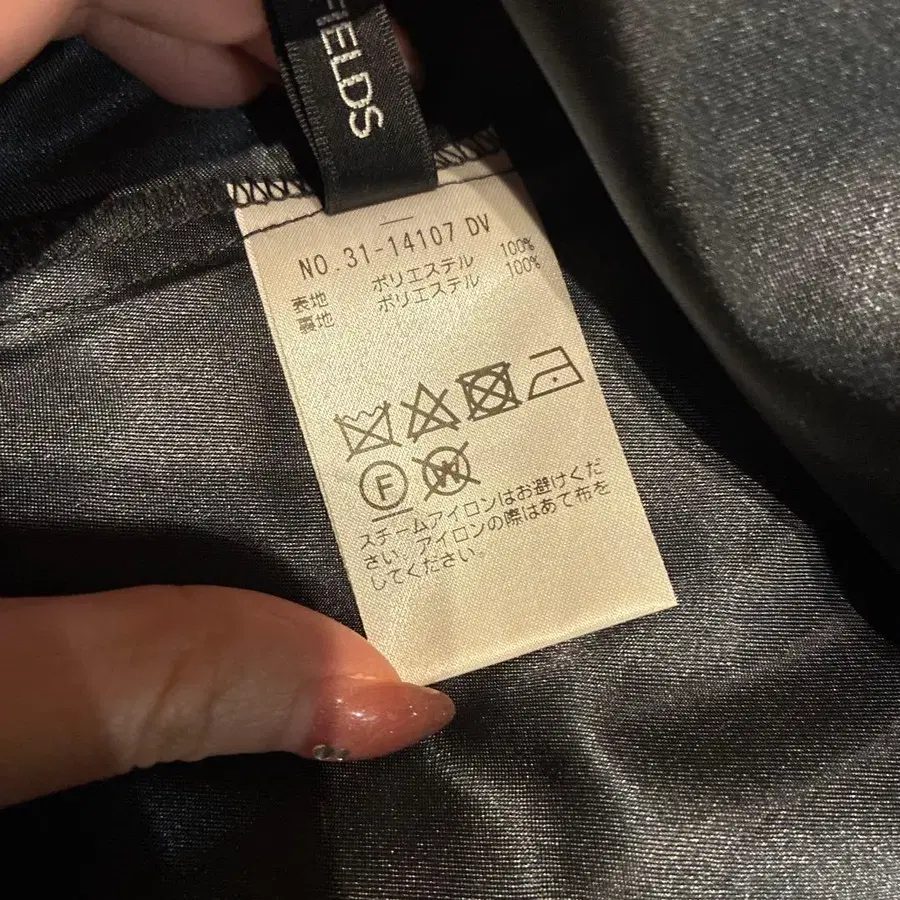 FIELDS
NO.31-14107 DV
表地 ポリエステル 100%
裏地 ポリエステル 100%
F
W
スチームアイロンはお避けくだ
さい。アイロンの際はあて布を
してください。